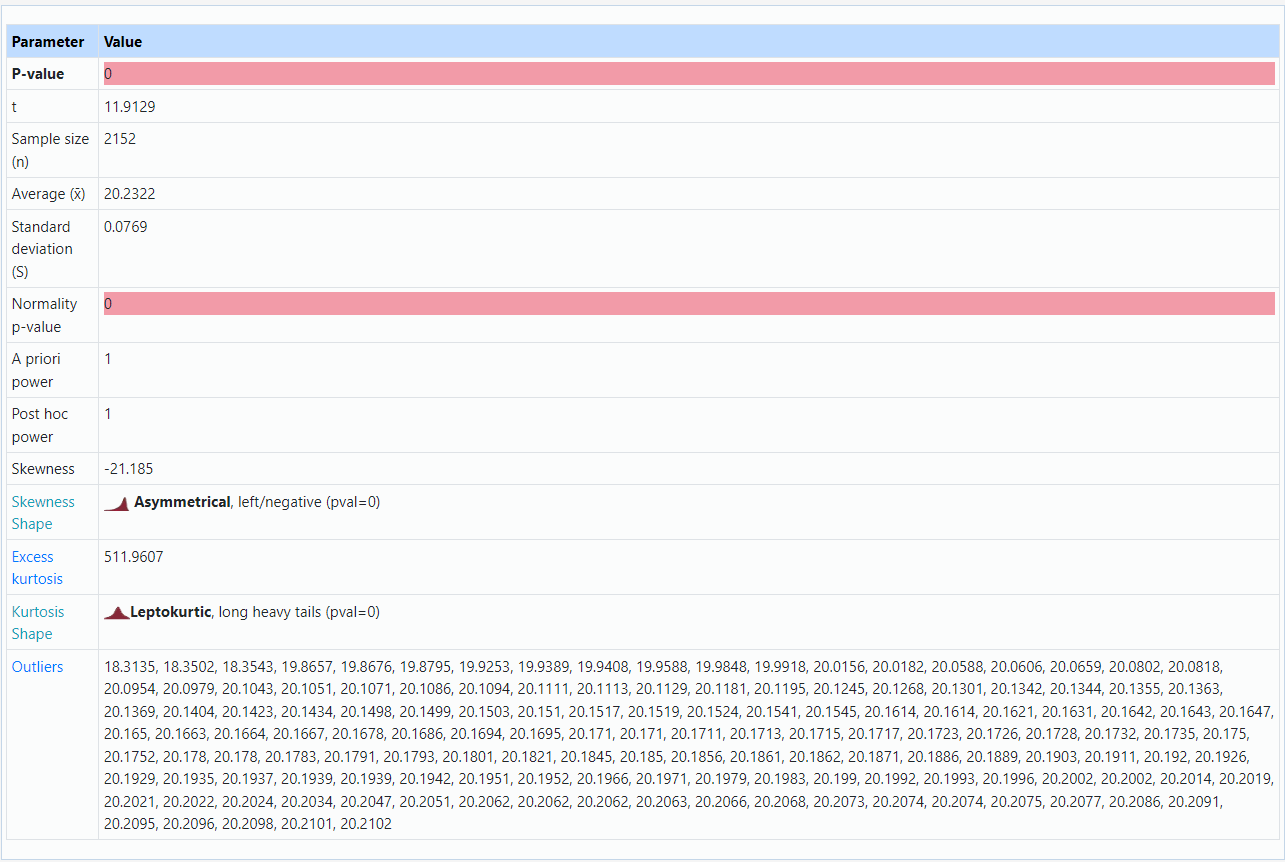 Parameter Value
P-value 0
t 11.9129
Sample size 2152
(n)
Average (x̄) 20.2322
Standard 0.0769
deviation
(S)
Normality 0
p-value
A priori 1
power
Post hoc 1
power
Skewness -21.185
Skewness Asymmetrical, left/negative (pval=0)
Shape
Excess 511.9607
kurtosis
Kurtosis Leptokurtic, long heavy tails (pval=0)
Shape
Outliers 18.3135, 18.3502, 18.3543, 19.8657, 19.8676, 19.8795, 19.9253, 19.9389, 19.9408, 19.9588, 19.9848, 19.9918, 20.0156, 20.0182, 20.0588, 20.0606, 20.0659, 20.0802, 20.0818,
20.0954, 20.0979, 20.1043, 20.1051, 20.1071, 20.1086, 20.1094, 20.1111, 20.1113, 20.1129, 20.1181, 20.1195, 20.1245, 20.1268, 20.1301, 20.1342, 20.1344, 20.1355, 20.1363,
20.1369, 20.1404, 20.1423, 20.1434, 20.1498, 20.1499, 20.1503, 20.151, 20.1517, 20.1519, 20.1524, 20.1541, 20.1545, 20.1614, 20.1614, 20.1621, 20.1631, 20.1642, 20.1643, 20.1647,
20.165, 20.1663, 20.1664, 20.1667, 20.1678, 20.1686, 20.1694, 20.1695, 20.171, 20.171, 20.1711, 20.1713, 20.1715, 20.1717, 20.1723, 20.1726, 20.1728, 20.1732, 20.1735, 20.175,
20.1752, 20.178, 20.178, 20.1783, 20.1791, 20.1793, 20.1801, 20.1821, 20.1845, 20.185, 20.1856, 20.1861, 20.1862, 20.1871, 20.1886, 20.1889, 20.1903, 20.1911, 20.192, 20.1926,
20.1929, 20.1935, 20.1937, 20.1939, 20.1939, 20.1942, 20.1951, 20.1952, 20.1966, 20.1971, 20.1979, 20.1983, 20.199, 20.1992, 20.1993, 20.1996, 20.2002, 20.2002, 20.2014, 20.2019,
20.2021, 20.2022, 20.2024, 20.2034, 20.2047, 20.2051, 20.2062, 20.2062, 20.2062, 20.2063, 20.2066, 20.2068, 20.2073, 20.2074, 20.2074, 20.2075, 20.2077, 20.2086, 20.2091,
20.2095, 20.2096, 20.2098, 20.2101, 20.2102